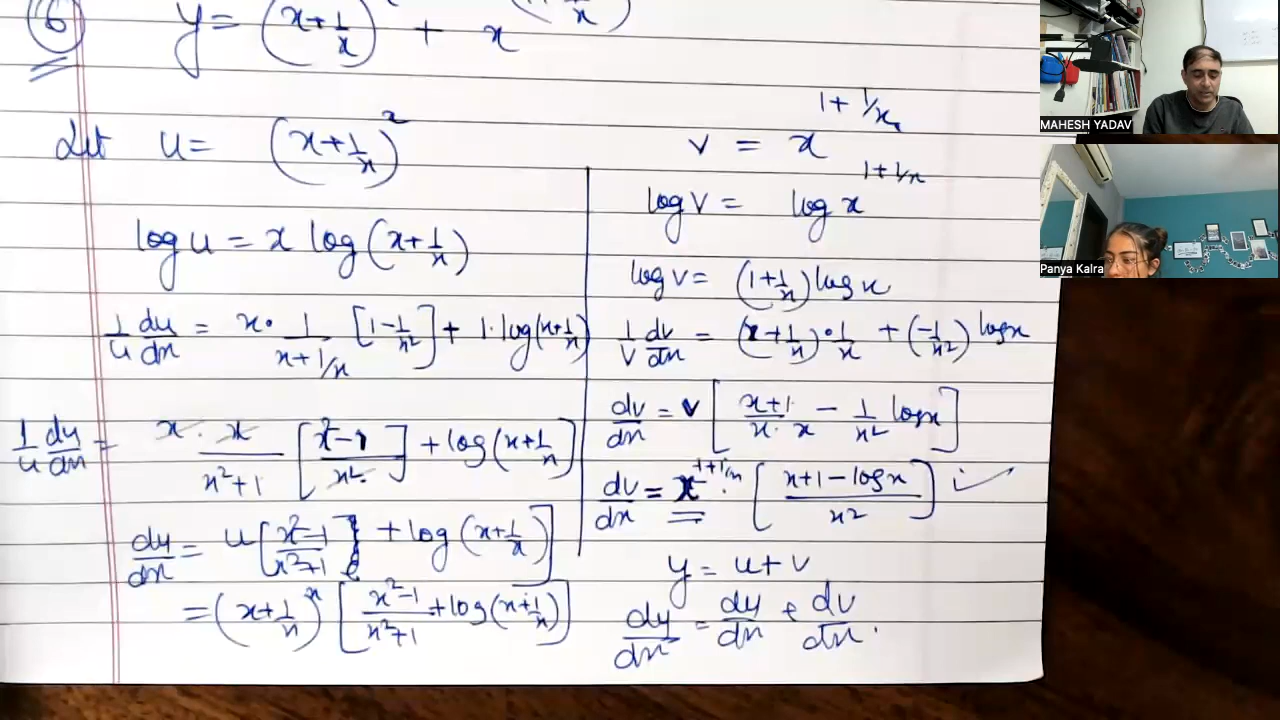 6 y = (x+1/x) + x
Let u = (x+1/x)^x
log u = x log(x+1/x)
1/u du/dx = x · 1/(x+1/x) [1-1/x²] + 1·log(x+1/x)
1/u du/dx = x·x/(x²+1) [x²-1/x²] + log(x+1/x)]
du/dx = u[x²-1/x²+1 + log(x+1/x)]
= (x+1/x)^x [x²-1/x²+1 + log(x+1/x)]
v = x^(1+1/x)
log v = log x^(1+1/x)
log v = (1+1/x) log x
1/v dv/dx = (x+1/x)·1/x + (-1/x²) log x
dv/dx = v [x+1/x·x - 1/x² log x]
dv/dx = x^(1+1/x) · [x+1-log x/x²]
y = u+v
dy/dx = du/dx + dv/dx.
MAHESH YADAV
Panya Kalra